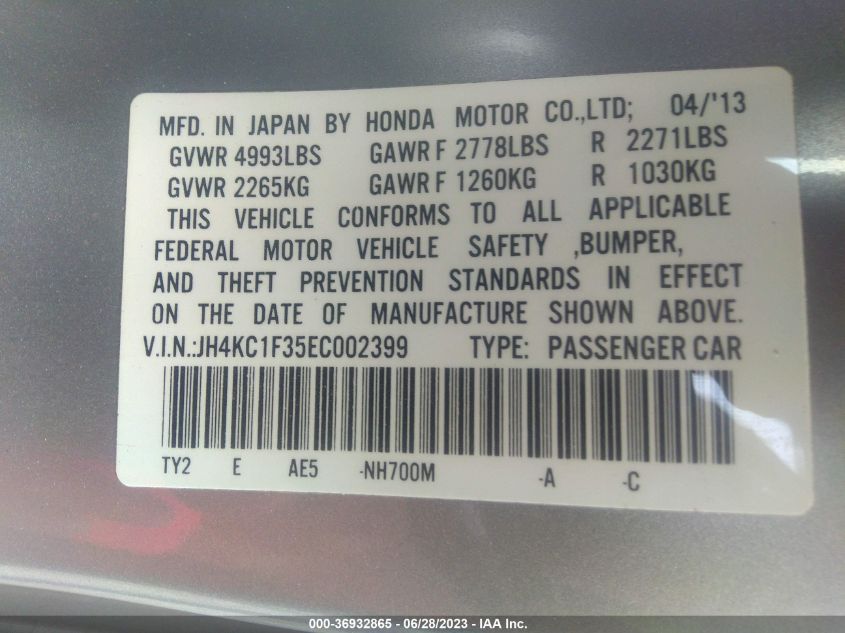 MFD. IN JAPAN BY HONDA MOTOR CO.,LTD; 04/'13
GVWR 4993LBS GAWR F 2778LBS R 2271LBS
GVWR 2265KG GAWR F 1260KG R 1030KG
THIS VEHICLE CONFORMS TO ALL APPLICABLE
FEDERAL MOTOR VEHICLE SAFETY ,BUMPER,
AND THEFT PREVENTION STANDARDS IN EFFECT
ON THE DATE OF MANUFACTURE SHOWN ABOVE.
V.I.N.:JH4KC1F35EC002399 TYPE: PASSENGER CAR
TY2 E AE5 -NH700M -A -C
000-36932865 - 06/28/2023 - IAA Inc.